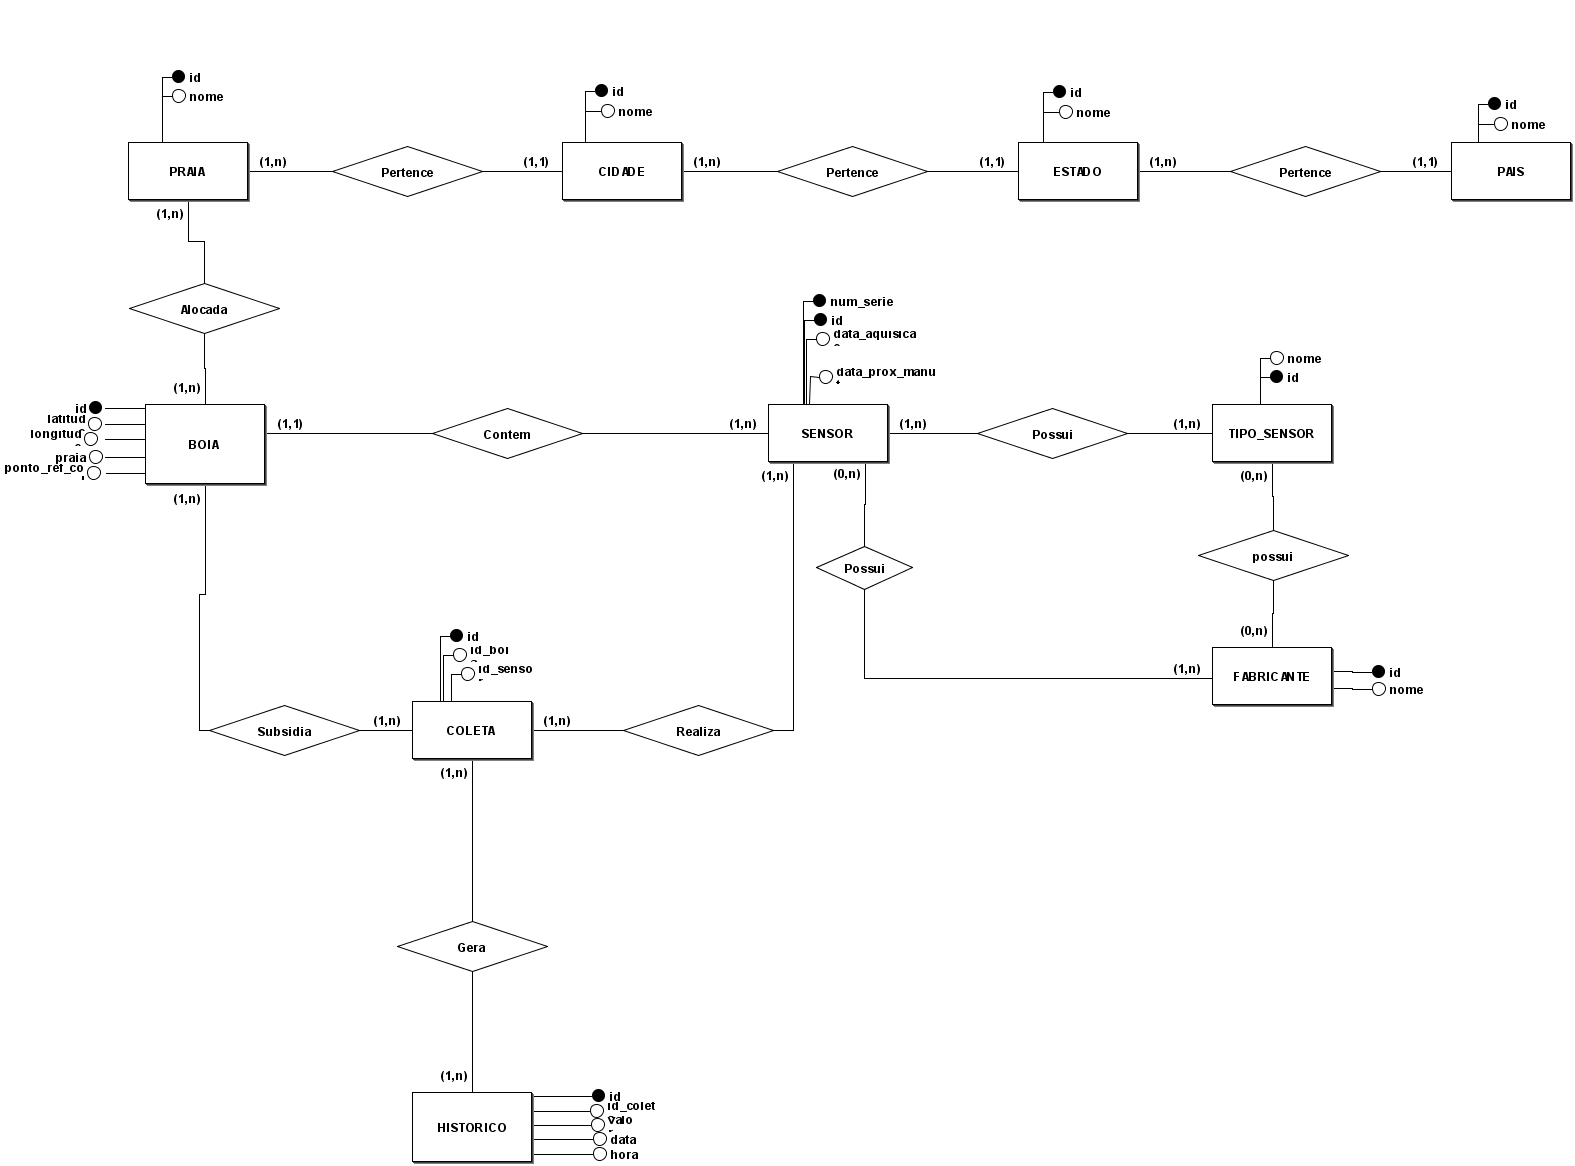 id
nome
id
nome
id
nome
id
nome
PRAIA
(1,n)
Pertence
(1,1)
CIDADE
(1,n)
Pertence
(1,1)
ESTADO
(1,n)
Pertence
(1,1)
PAIS
(1,n)
Alocada
(1,n)
num_serie
id
data_aquisica
data_prox_manu
nome
id
id
latitud
longitud
praia
ponto_ref_co
BOIA
(1,1)
Contem
(1,n)
SENSOR
(1,n)
Possui
(1,n)
TIPO_SENSOR
(1,n)
(1,n)
(0,n)
(0,n)
Possui
possui
(0,n)
id
id_boi
id_senso
(1,n)
FABRICANTE
id
nome
Subsidia
(1,n)
COLETA
(1,n)
Realiza
(1,n)
Gera
(1,n)
HISTORICO
id
id_colet
valo
data
hora